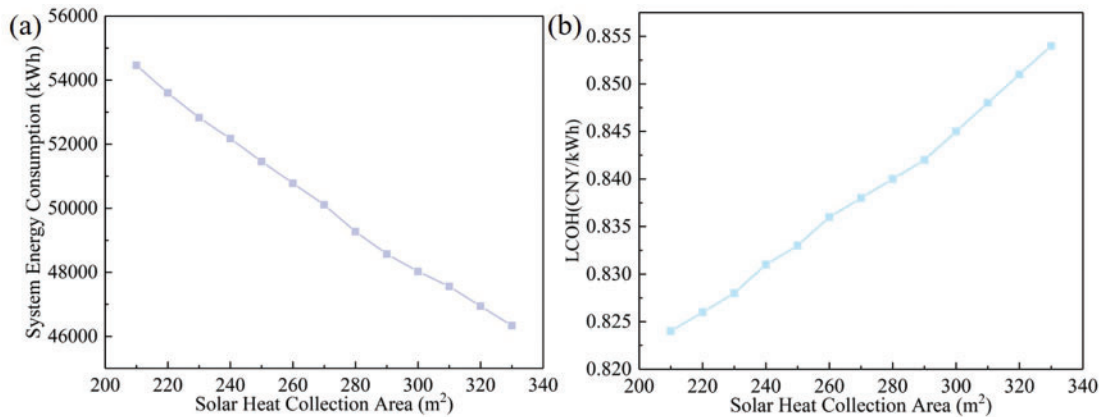 (a)
System Energy Consumption (kWh)
56000
54000
52000
50000
48000
46000
200 220 240 260 280 300 320 340
Solar Heat Collection Area (m²)
(b)
LCOH(CNY/kWh)
0.855
0.850
0.845
0.840
0.835
0.830
0.825
0.820
200 220 240 260 280 300 320 340
Solar Heat Collection Area (m²)